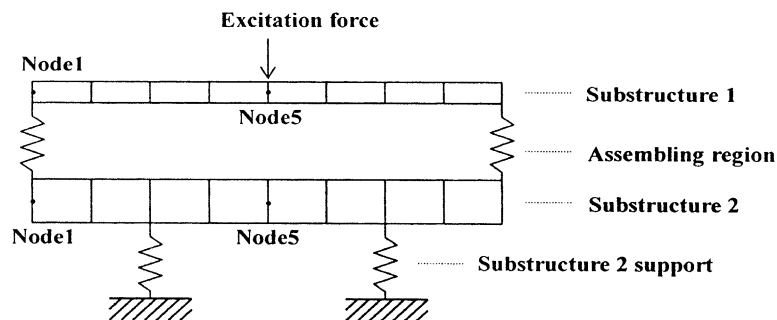 Excitation force
Node1
Node5
Substructure 1
Assembling region
Substructure 2
Node1
Node5
Substructure 2 support